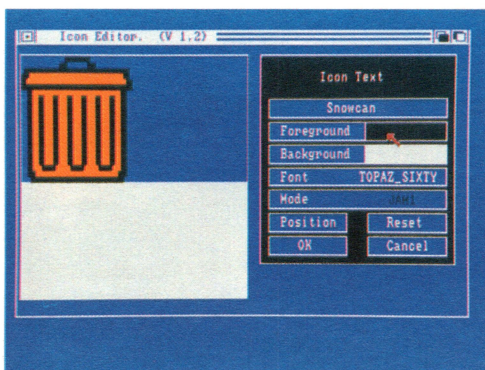 Icon Editor. (V 1.2)
Icon Text
Snowcan
Foreground
Background
Font TOPAZ_SIXTY
Mode JAM1
Position Reset
OK Cancel